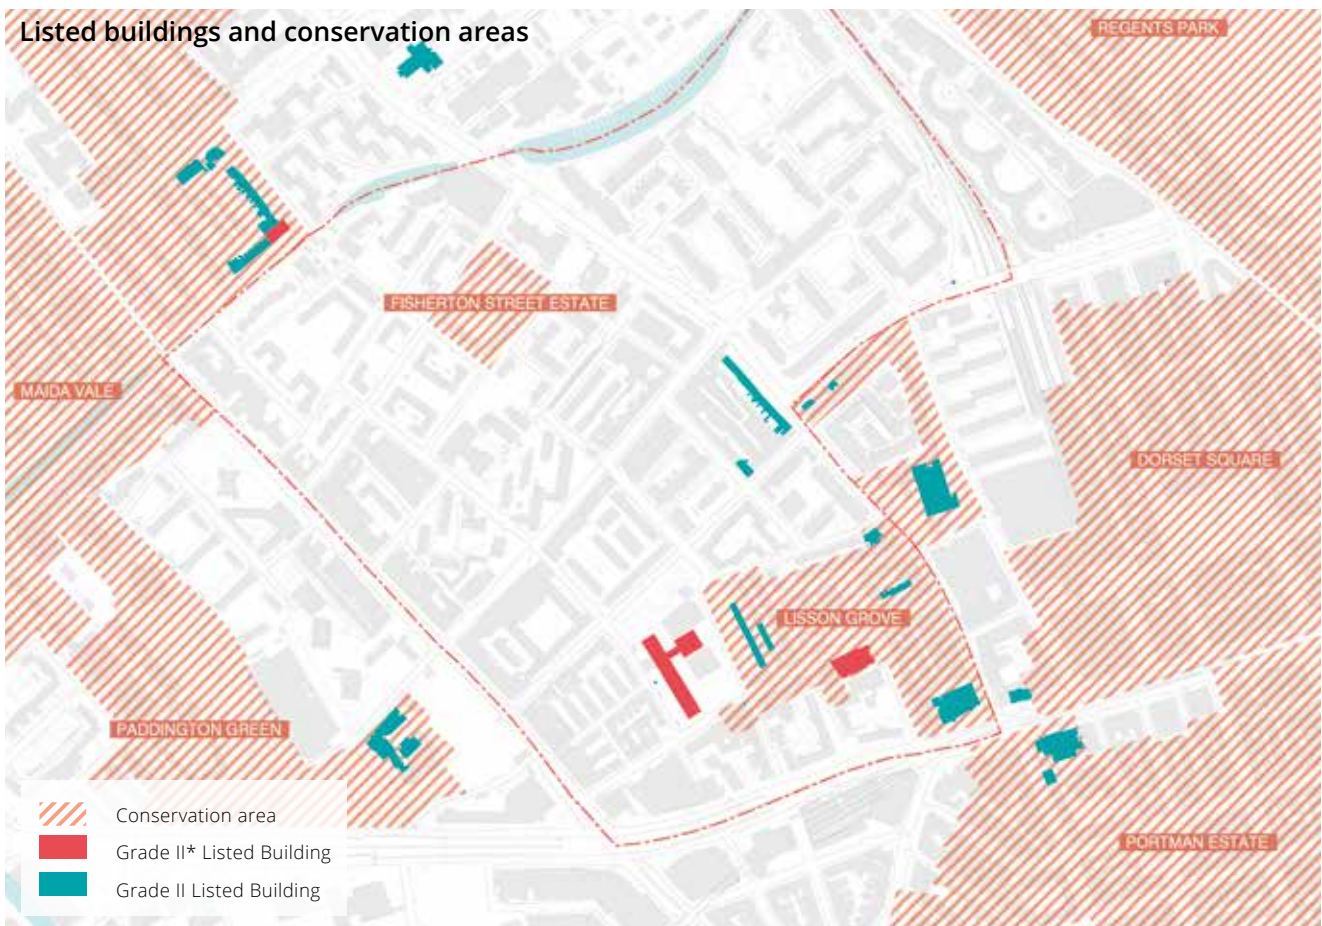 Listed buildings and conservation areas
REGENTS PARK
FISHERTON STREET ESTATE
MAIDA VALE
DORSET SQUARE
LISSON GROVE
PADDINGTON GREEN
PORTMAN ESTATE
Conservation area
Grade II* Listed Building
Grade II Listed Building